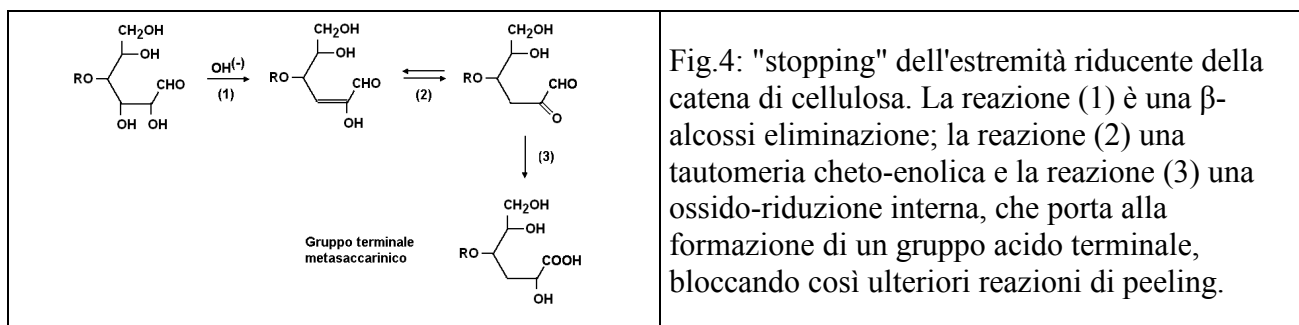 CH₂OH
OH
RO
CHO
OH OH
OH⁽⁻⁾
(1)
CH₂OH
OH
RO
CHO
OH
(2)
CH₂OH
OH
RO
CHO
O
(3)
Gruppo terminale
metasaccarinico
CH₂OH
OH
RO
COOH
OH
Fig.4: "stopping" dell'estremità riducente della
catena di cellulosa. La reazione (1) è una β-
alcossi eliminazione; la reazione (2) una
tautomeria cheto-enolica e la reazione (3) una
ossido-riduzione interna, che porta alla
formazione di un gruppo acido terminale,
bloccando così ulteriori reazioni di peeling.